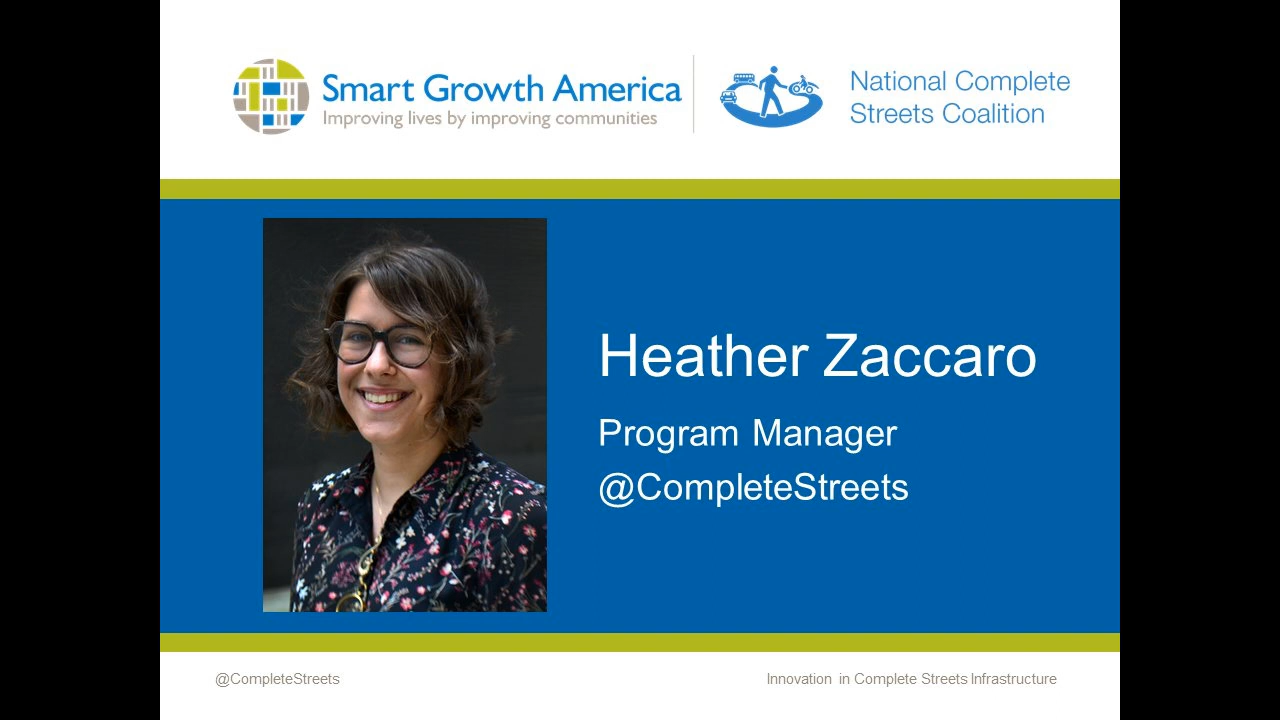 Smart Growth America
Improving lives by improving communities
National Complete
Streets Coalition
Heather Zaccaro
Program Manager
@CompleteStreets
@CompleteStreets
Innovation in Complete Streets Infrastructure